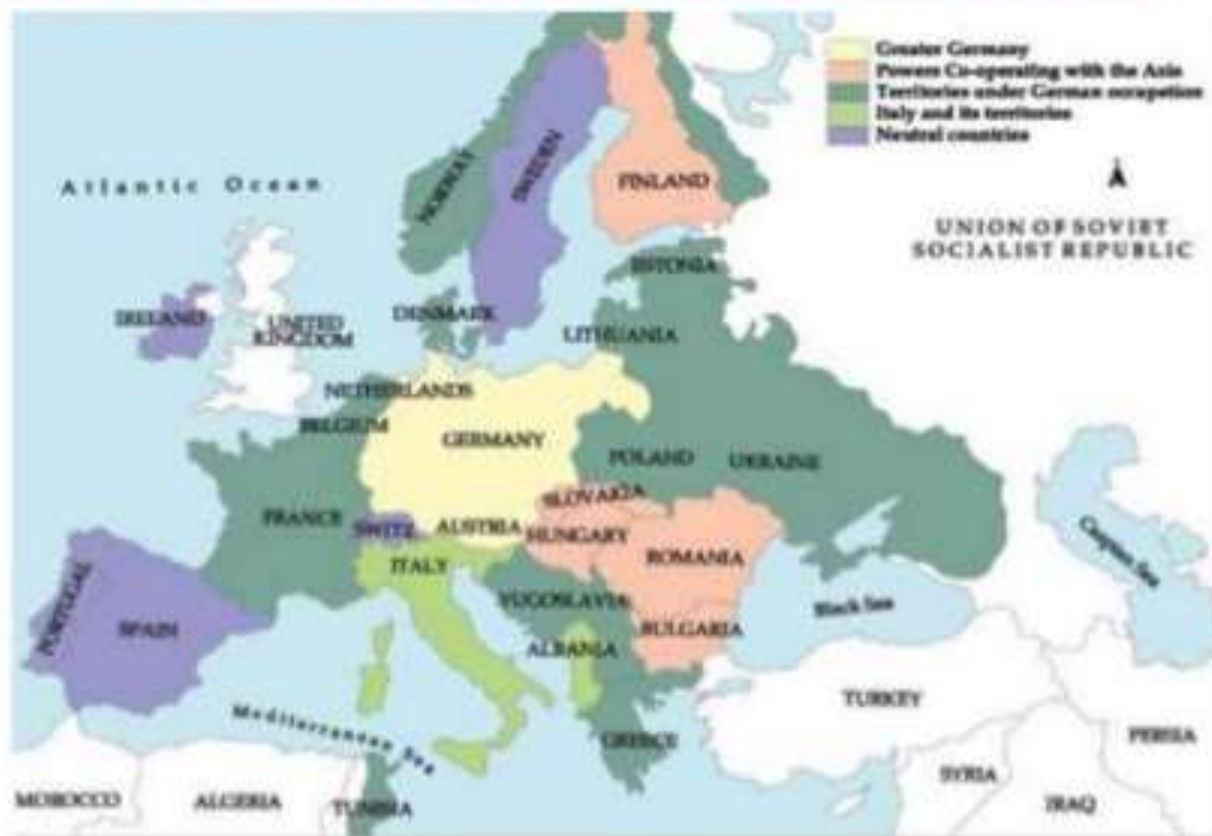 Greater Germany
Powers Co-operating with the Axis
Territories under German occupation
Italy and its territories
Neutral countries
Atlantic Ocean
NORWAY
SWEDEN
FINLAND
UNION OF SOVIET
SOCIALIST REPUBLIC
ESTONIA
IRELAND
UNITED
KINGDOM
DENMARK
LITHUANIA
NETHERLANDS
BELGIUM
GERMANY
POLAND
UKRAINE
SLOVAKIA
FRANCE
SWITZ.
AUSTRIA
HUNGARY
ROMANIA
ITALY
Caspian Sea
PORTUGAL
SPAIN
YUGOSLAVIA
Black Sea
BULGARIA
ALBANIA
TURKEY
Mediterranean Sea
GREECE
PERSIA
SYRIA
MOROCCO
ALGERIA
TUNISIA
IRAQ